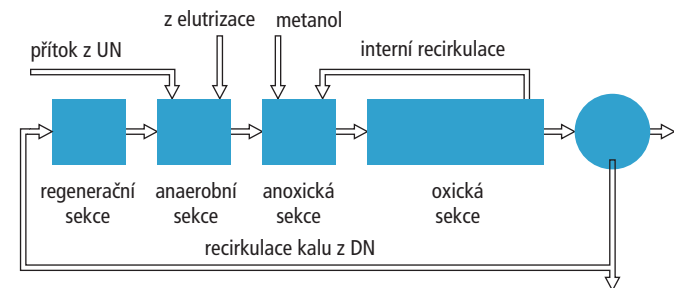 z elutrizace
metanol
přítok z UN
interní recirkulace
regenerační
sekce
anaerobní
sekce
anoxická
sekce
oxická
sekce
recirkulace kalu z DN